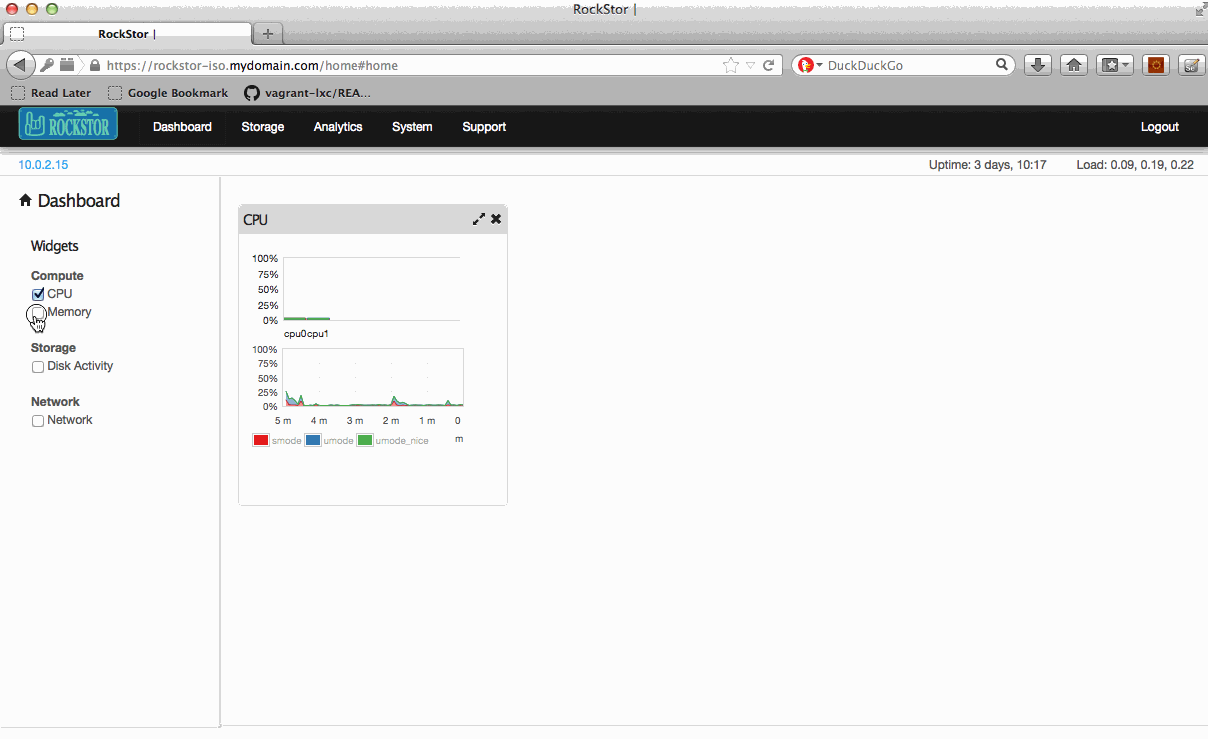 RockStor |
RockStor |
https://rockstor-iso.mydomain.com/home#home
DuckDuckGo
Read Later Google Bookmark vagrant-lxc/REA...
ROCKSTOR Dashboard Storage Analytics System Support Logout
10.0.2.15 Uptime: 3 days, 10:17 Load: 0.09, 0.19, 0.22
Dashboard
Widgets
Compute
CPU
Memory
Storage
Disk Activity
Network
Network
CPU
100%
75%
50%
25%
0%
cpu0cpu1
100%
75%
50%
25%
0%
5 m 4 m 3 m 2 m 1 m 0
m
smode umode umode_nice